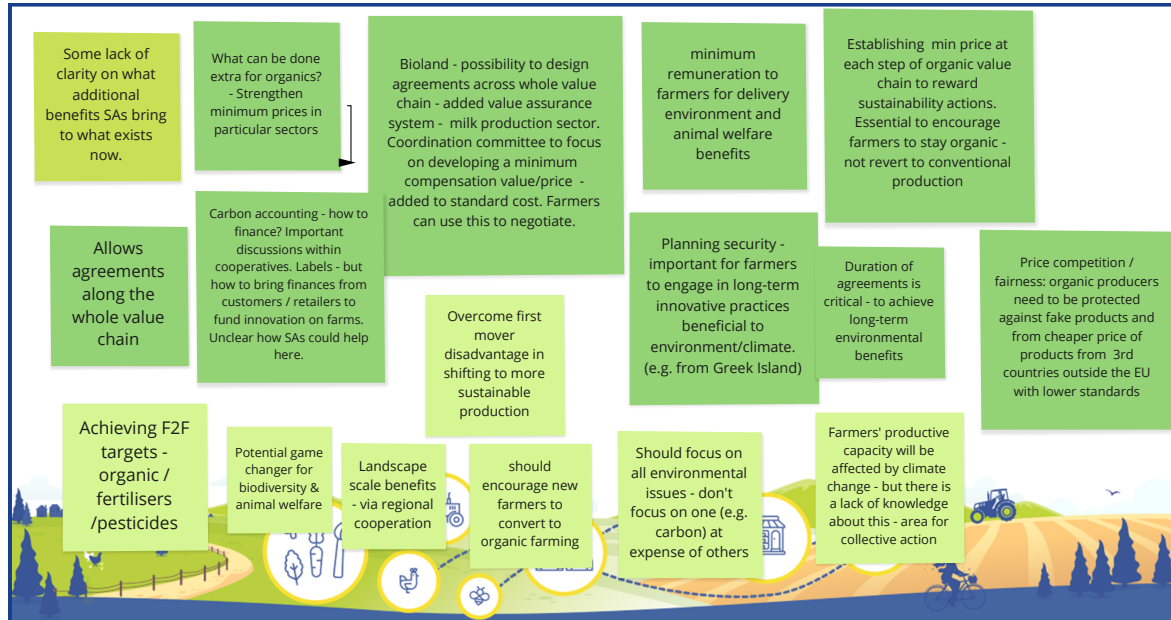 Some lack of
clarity on what
additional
benefits SAs bring
to what exists
now.
What can be done
extra for organics?
- Strengthen
minimum prices in
particular sectors
Bioland - possibility to design
agreements across whole value
chain - added value assurance
system - milk production sector.
Coordination committee to focus
on developing a minimum
compensation value/price -
added to standard cost. Farmers
can use this to negotiate.
minimum
remuneration to
farmers for delivery
environment and
animal welfare
benefits
Establishing min price at
each step of organic value
chain to reward
sustainability actions.
Essential to encourage
farmers to stay organic -
not revert to conventional
production
Allows
agreements
along the
whole value
chain
Carbon accounting - how to
finance? Important
discussions within
cooperatives. Labels - but
how to bring finances from
customers / retailers to
fund innovation on farms.
Unclear how SAs could help
here.
Overcome first
mover
disadvantage in
shifting to more
sustainable
production
Planning security -
important for farmers
to engage in long-term
innovative practices
beneficial to
environment/climate.
(e.g. from Greek Island)
Duration of
agreements is
critical - to achieve
long-term
environmental
benefits
Price competition /
fairness: organic producers
need to be protected
against fake products and
from cheaper price of
products from 3rd
countries outside the EU
with lower standards
Achieving F2F
targets -
organic /
fertilisers
/pesticides
Potential game
changer for
biodiversity &
animal welfare
Landscape
scale benefits
- via regional
cooperation
should
encourage new
farmers to
convert to
organic farming
Should focus on
all environmental
issues - don't
focus on one (e.g.
carbon) at
expense of others
Farmers' productive
capacity will be
affected by climate
change - but there is
a lack of knowledge
about this - area for
collective action